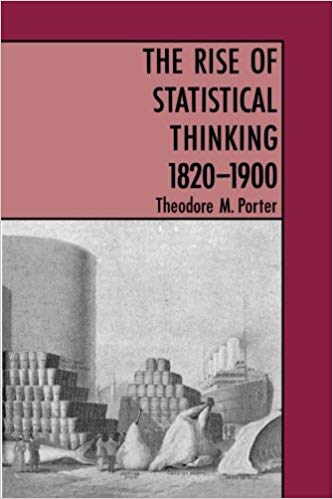 THE RISE OF
STATISTICAL
THINKING
1820–1900
Theodore M. Porter